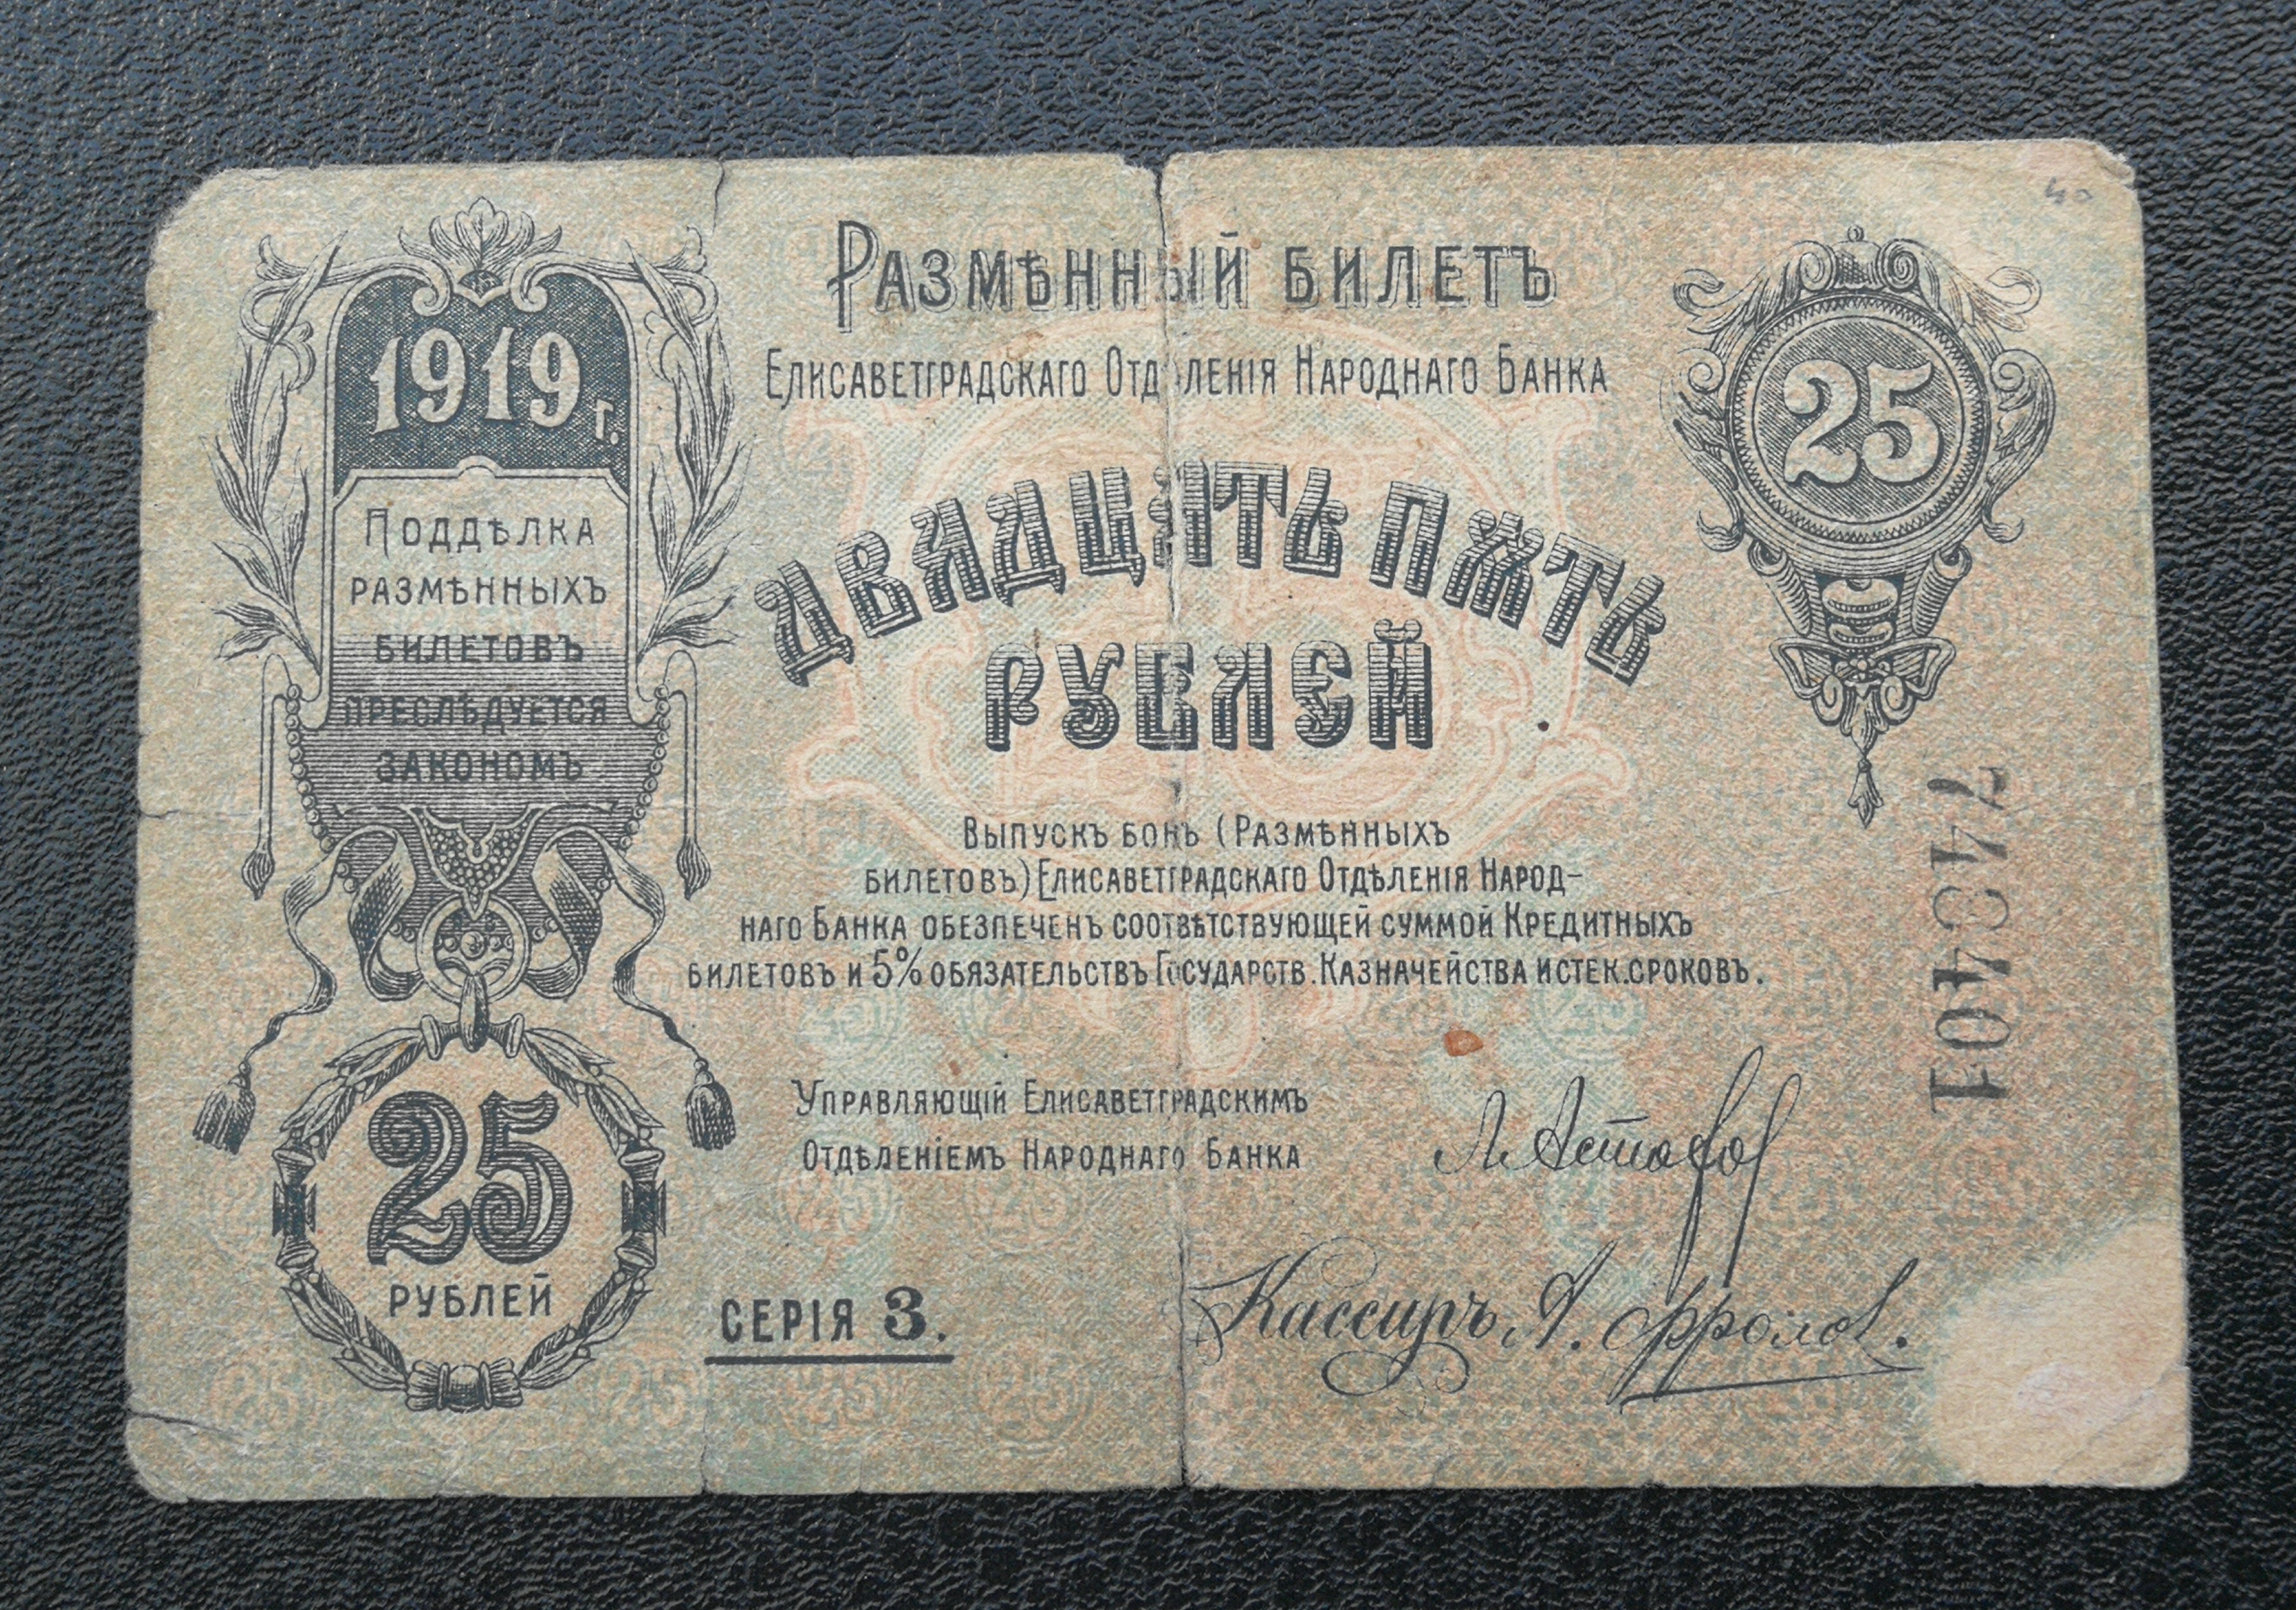 1919 г.
Поддѣлка
размѣнныхъ
билетовъ
преслѣдуется
закономъ
25
рублей
Размѣнный билетъ
Елисаветградскаго Отдѣленія Народнаго Банка
Двадцать пять
рублей
Выпускъ бонъ (Размѣнныхъ
билетовъ) Елисаветградскаго Отдѣленія Народ-
наго Банка обезпеченъ соотвѣтствующей суммой Кредитныхъ
билетовъ и 5% обязательствъ Государств. Казначейства истек. сроковъ.
Управляющій Елисаветградскимъ
Отдѣленіемъ Народнаго Банка
Серія 3.
Кассиръ А. Фролов.
25
104347